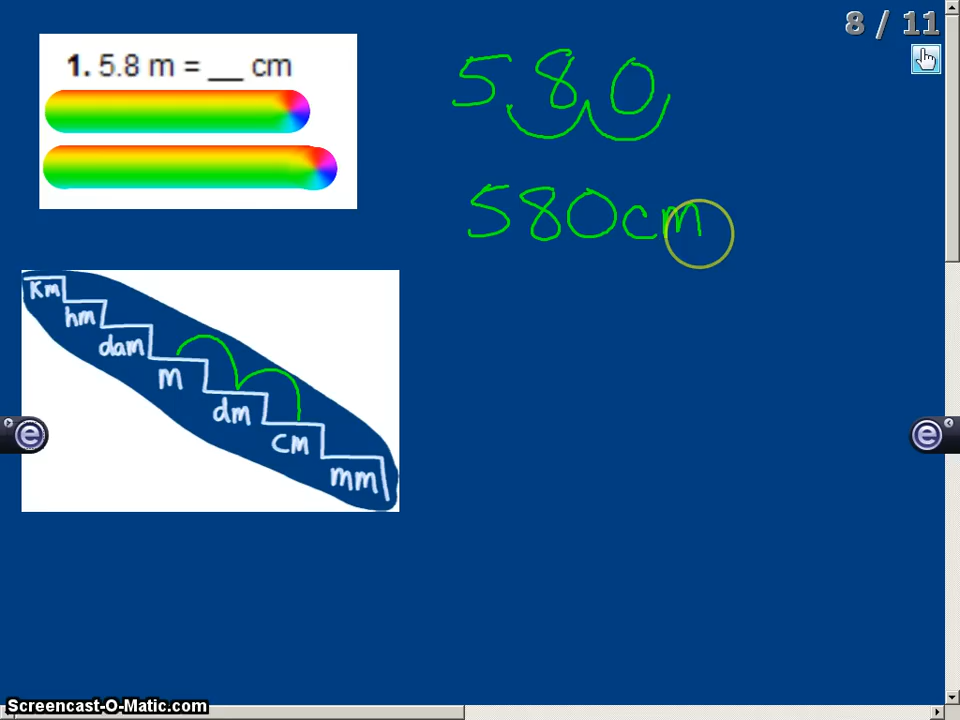 8 / 11
1. 5.8 m = __ cm
580
580cm
Km
hm
dam
m
dm
cm
mm
e
e
Screencast-O-Matic.com